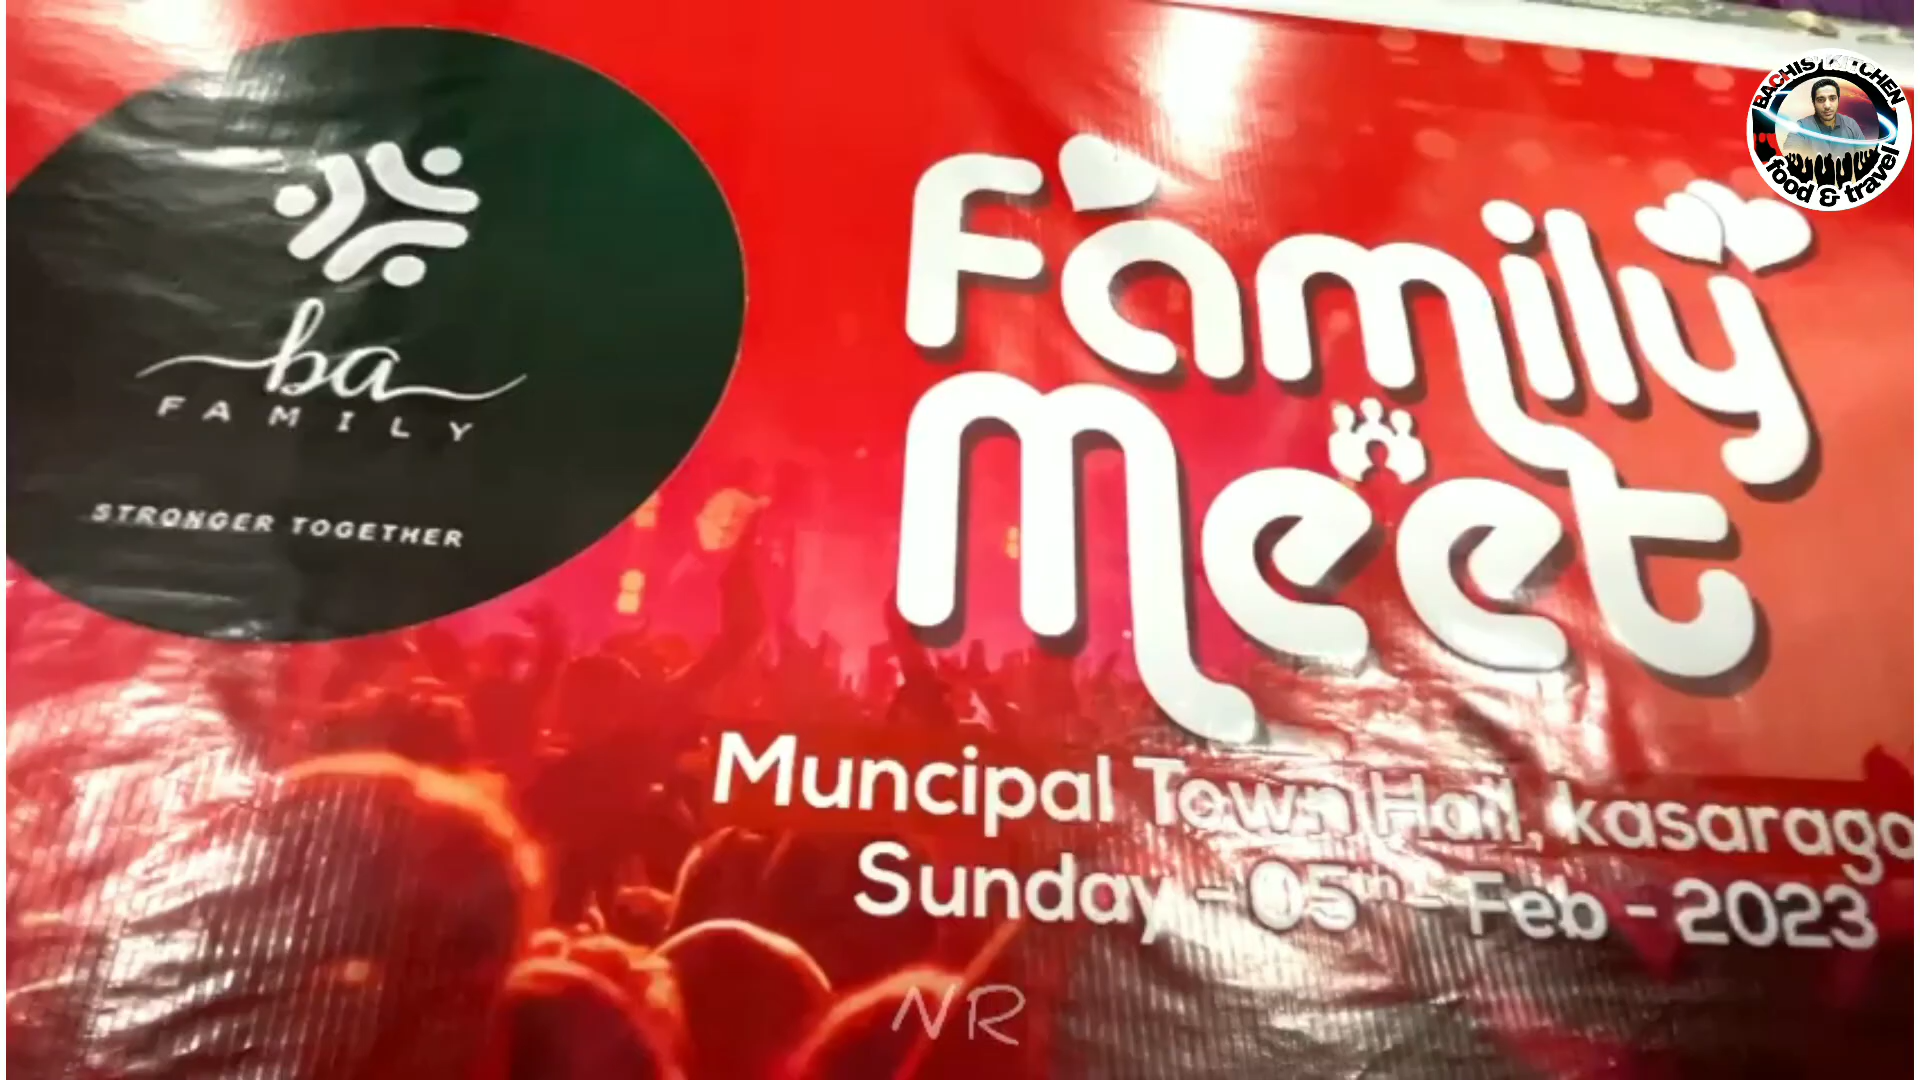 ba
FAMILY
STRONGER TOGETHER
Family
Meet
Muncipal Town Hall, kasarago
Sunday - 05th - Feb - 2023
NR
BACHIS KITCHEN
food & travel